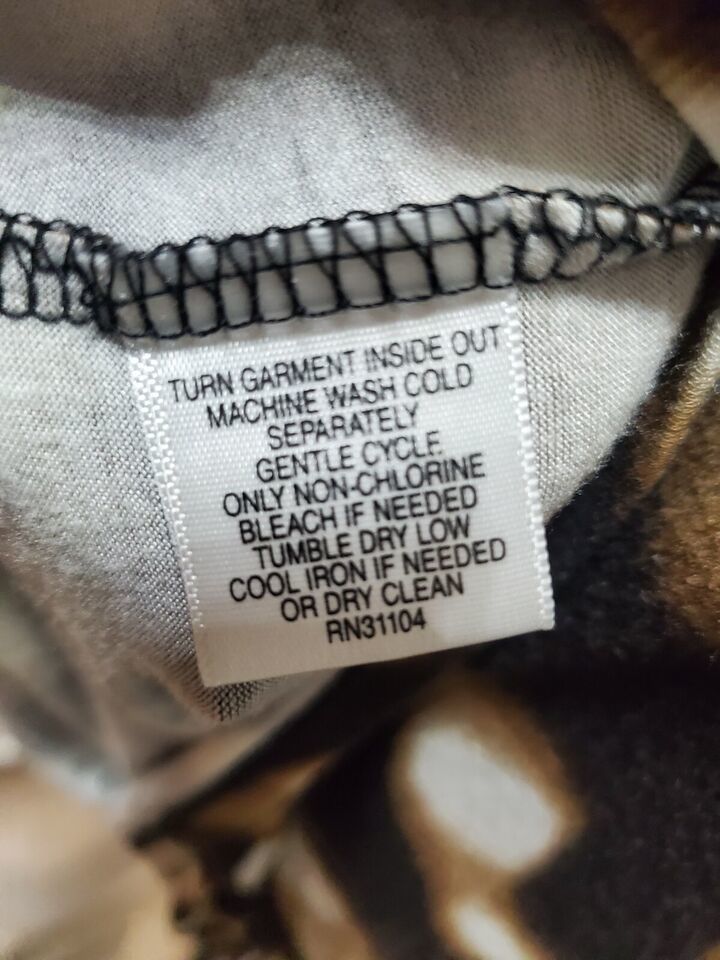 TURN GARMENT INSIDE OUT
MACHINE WASH COLD
SEPARATELY
GENTLE CYCLE.
ONLY NON-CHLORINE
BLEACH IF NEEDED
TUMBLE DRY LOW
COOL IRON IF NEEDED
OR DRY CLEAN
RN31104